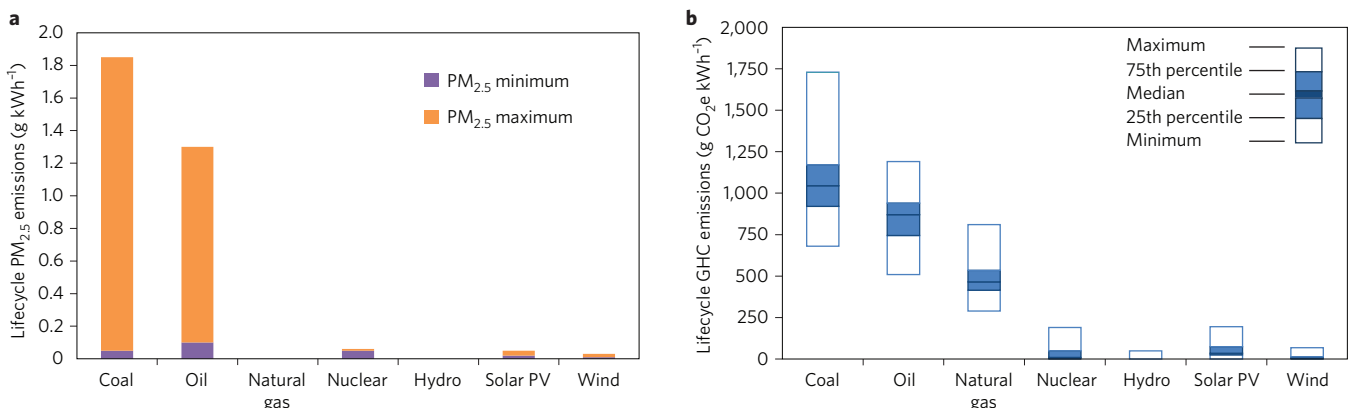 a
Lifecycle PM2.5 emissions (g kWh–1)
2.0
1.8
1.6
1.4
1.2
1.0
0.8
0.6
0.4
0.2
0
PM2.5 minimum
PM2.5 maximum
Coal
Oil
Natural
gas
Nuclear
Hydro
Solar PV
Wind
b
Lifecycle GHC emissions (g CO2e kWh–1)
2,000
1,750
1,500
1,250
1,000
750
500
250
0
Maximum
75th percentile
Median
25th percentile
Minimum
Coal
Oil
Natural
gas
Nuclear
Hydro
Solar PV
Wind